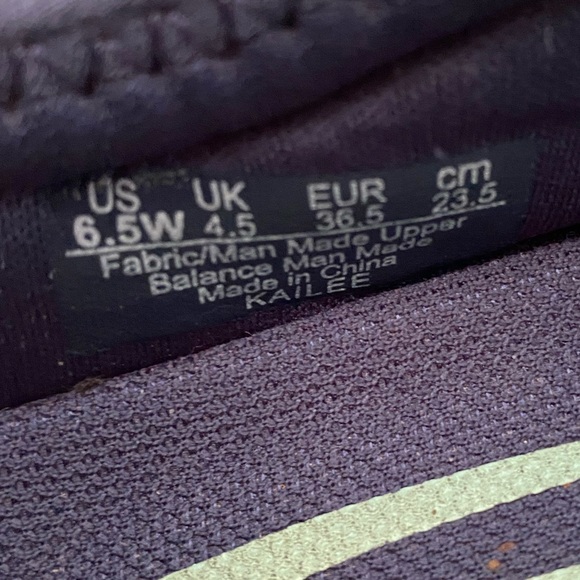 US UK EUR cm
6.5W 4.5 36.5 23.5
Fabric/Man Made Upper
Balance Man Made
Made in China
KAILEE